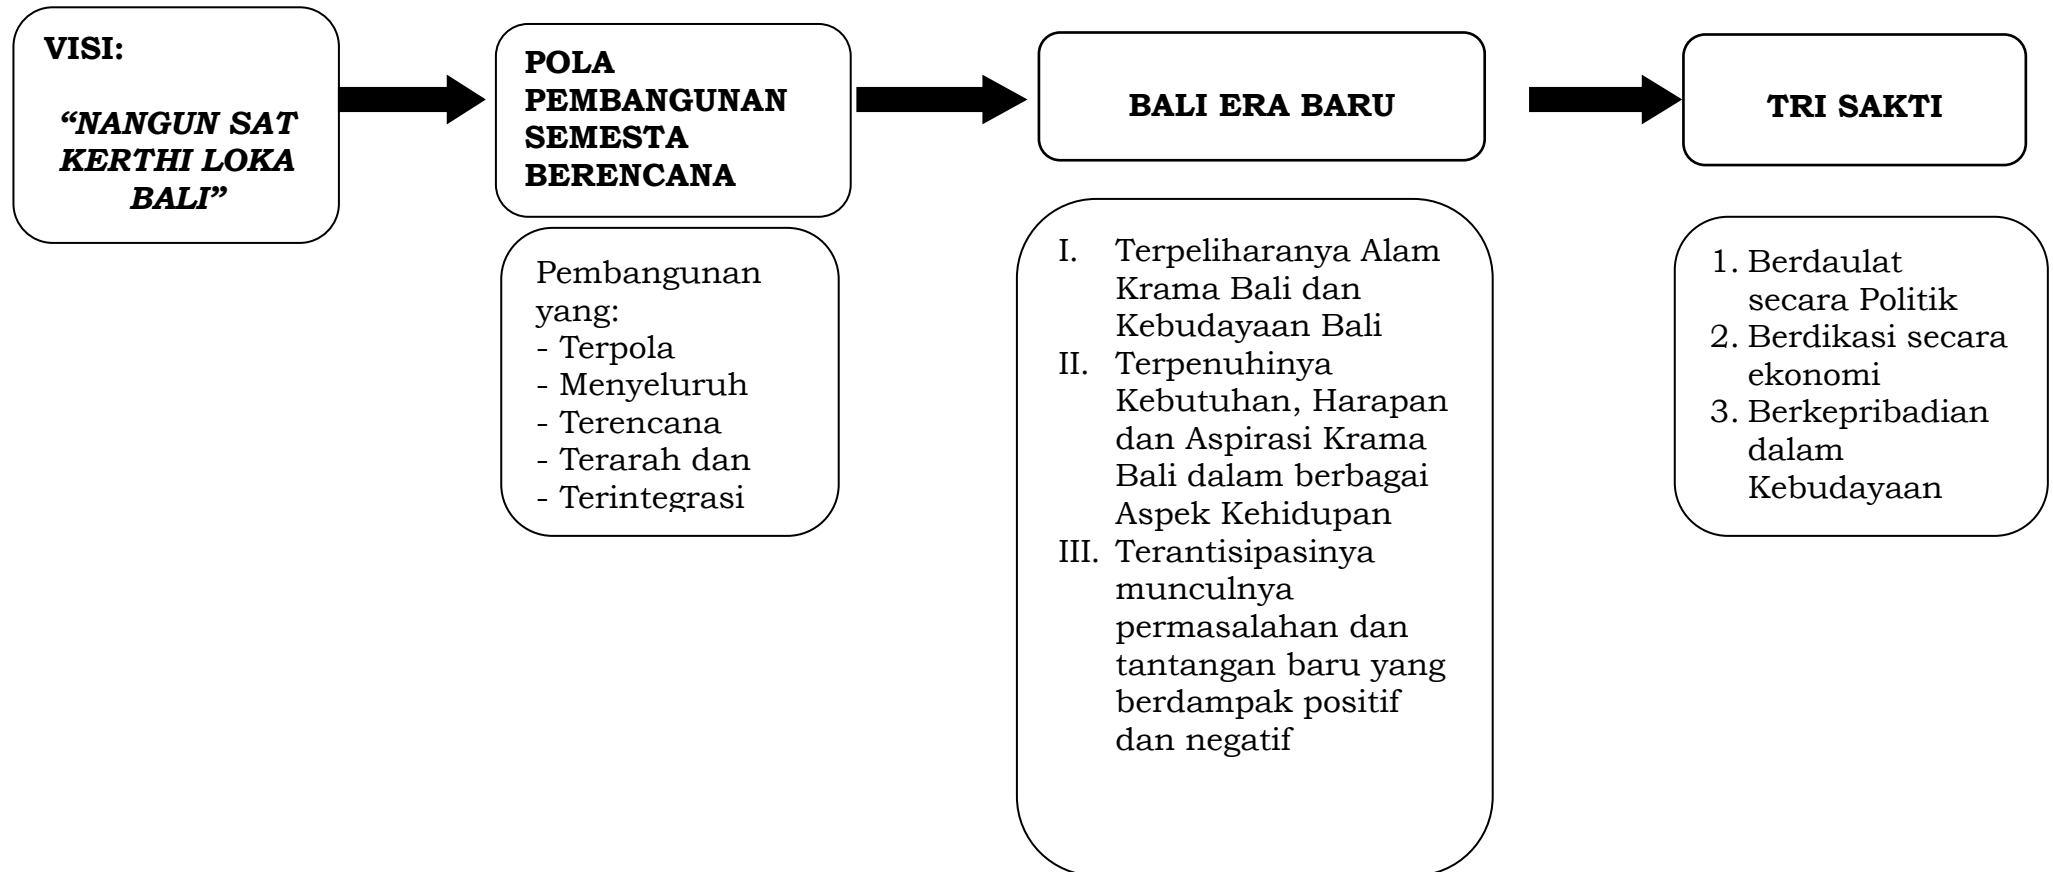 VISI:
“NANGUN SAT
KERTHI LOKA
BALI”
POLA
PEMBANGUNAN
SEMESTA
BERENCANA
Pembangunan
yang:
- Terpola
- Menyeluruh
- Terencana
- Terarah dan
- Terintegrasi
BALI ERA BARU
I. Terpeliharanya Alam
Krama Bali dan
Kebudayaan Bali
II. Terpenuhinya
Kebutuhan, Harapan
dan Aspirasi Krama
Bali dalam berbagai
Aspek Kehidupan
III. Terantisipasinya
munculnya
permasalahan dan
tantangan baru yang
berdampak positif
dan negatif
TRI SAKTI
1. Berdaulat
secara Politik
2. Berdikasi secara
ekonomi
3. Berkepribadian
dalam
Kebudayaan